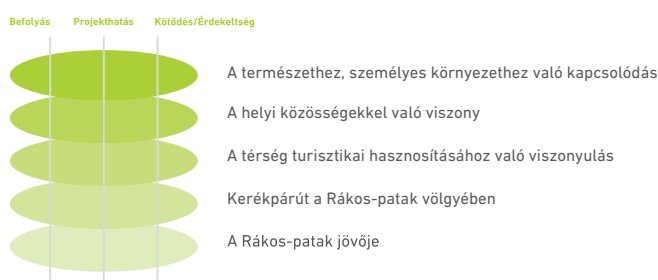 Befolyás Projekthatás Kötődés/Érdekeltség
A természethez, személyes környezethez való kapcsolódás
A helyi közösségekkel való viszony
A térség turisztikai hasznosításához való viszonyulás
Kerékpárút a Rákos-patak völgyében
A Rákos-patak jövője